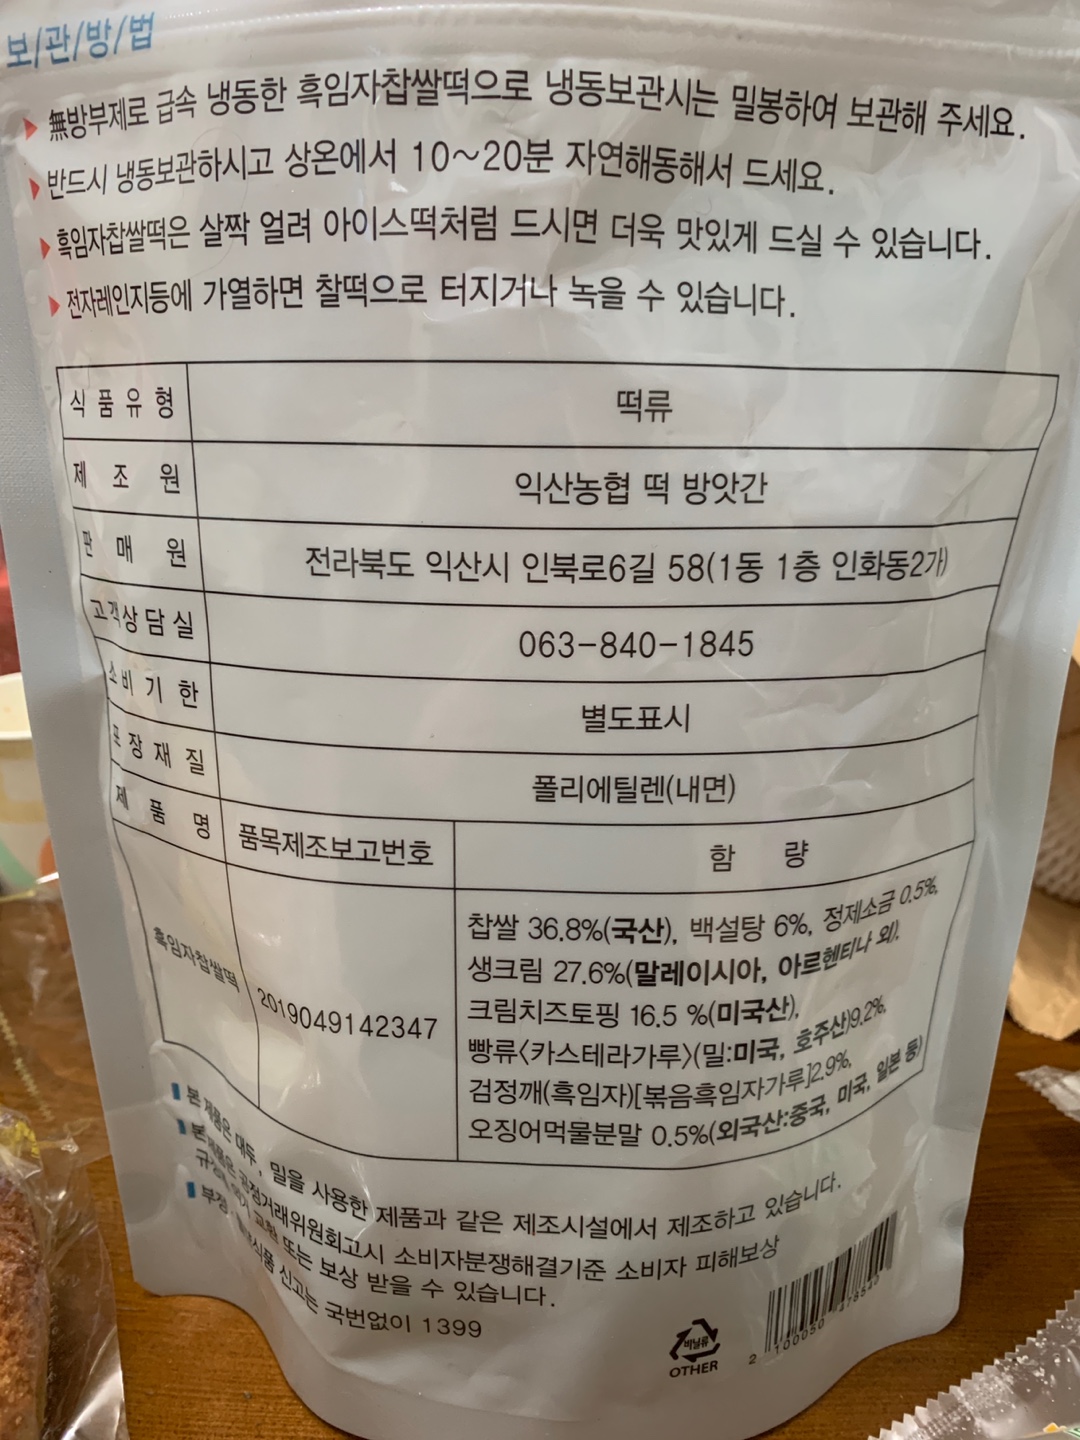 보/관/방/법
▶ 無방부제로 급속 냉동한 흑임자찹쌀떡으로 냉동보관시는 밀봉하여 보관해 주세요.
▶ 반드시 냉동보관하시고 상온에서 10~20분 자연해동해서 드세요.
▶ 흑임자찹쌀떡은 살짝 얼려 아이스떡처럼 드시면 더욱 맛있게 드실 수 있습니다.
▶ 전자레인지등에 가열하면 찰떡으로 터지거나 녹을 수 있습니다.
식품유형 떡류
제조원 익산농협 떡 방앗간
판매원 전라북도 익산시 인북로6길 58(1동 1층 인화동2가)
고객상담실 063-840-1845
소비기한 별도표시
포장재질 폴리에틸렌(내면)
제품명 품목제조보고번호 함량
흑임자찹쌀떡 20190491423​47
찹쌀 36.8%(국산), 백설탕 6%, 정제소금 0.5%,
생크림 27.6%(말레이시아, 아르헨티나 외),
크림치즈토핑 16.5 %(미국산),
빵류<카스테라가루>(밀:미국, 호주산)9.2%,
검정깨(흑임자)[볶음흑임자가루]2.9%,
오징어먹물분말 0.5%(외국산:중국, 미국, 일본 등)
본 제품은 대두, 밀을 사용한 제품과 같은 제조시설에서 제조하고 있습니다.
본 제품은 공정거래위원회고시 소비자분쟁해결기준 소비자 피해보상
교환 또는 보상 받을 수 있습니다.
신고는 국번없이 1399
비닐류
OTHER